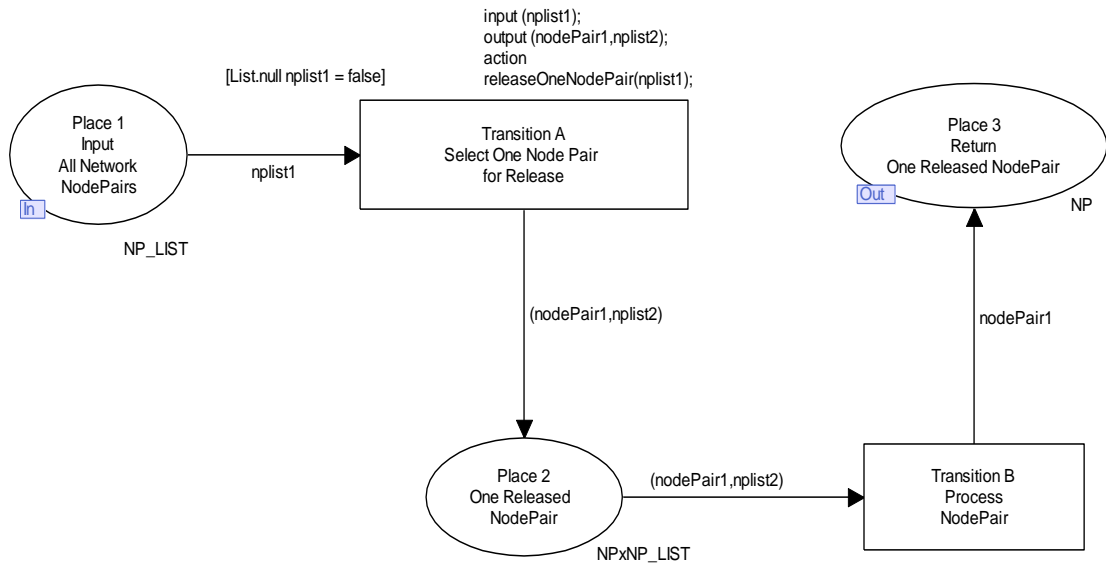 input (nplist1);
output (nodePair1,nplist2);
action
releaseOneNodePair(nplist1);
[List.null nplist1 = false]
Place 1
Input
All Network
NodePairs
In
NP_LIST
nplist1
Transition A
Select One Node Pair
for Release
Place 3
Return
One Released NodePair
Out
NP
(nodePair1,nplist2)
nodePair1
Place 2
One Released
NodePair
NPxNP_LIST
(nodePair1,nplist2)
Transition B
Process
NodePair